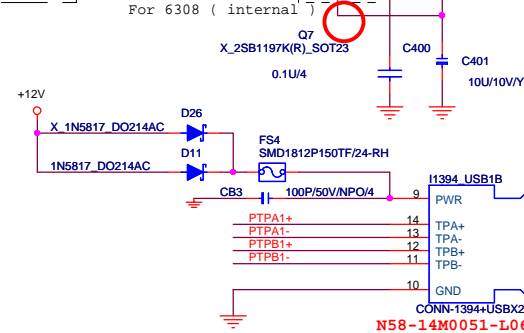 For 6308 ( internal )
Q7
X_2SB1197K(R)_SOT23
C400
C401
0.1U/4
10U/10V/Y
+12V
D26
X_1N5817_DO214AC
D11
FS4
SMD1812P150TF/24-RH
1N5817_DO214AC
CB3
100P/50V/NPO/4
I1394_USB1B
9 PWR
PTPA1+ 14 TPA+
PTPA1- 13 TPA-
PTPB1+ 12 TPB+
PTPB1- 11 TPB-
10 GND
CONN-1394+USBX2
N58-14M0051-L06